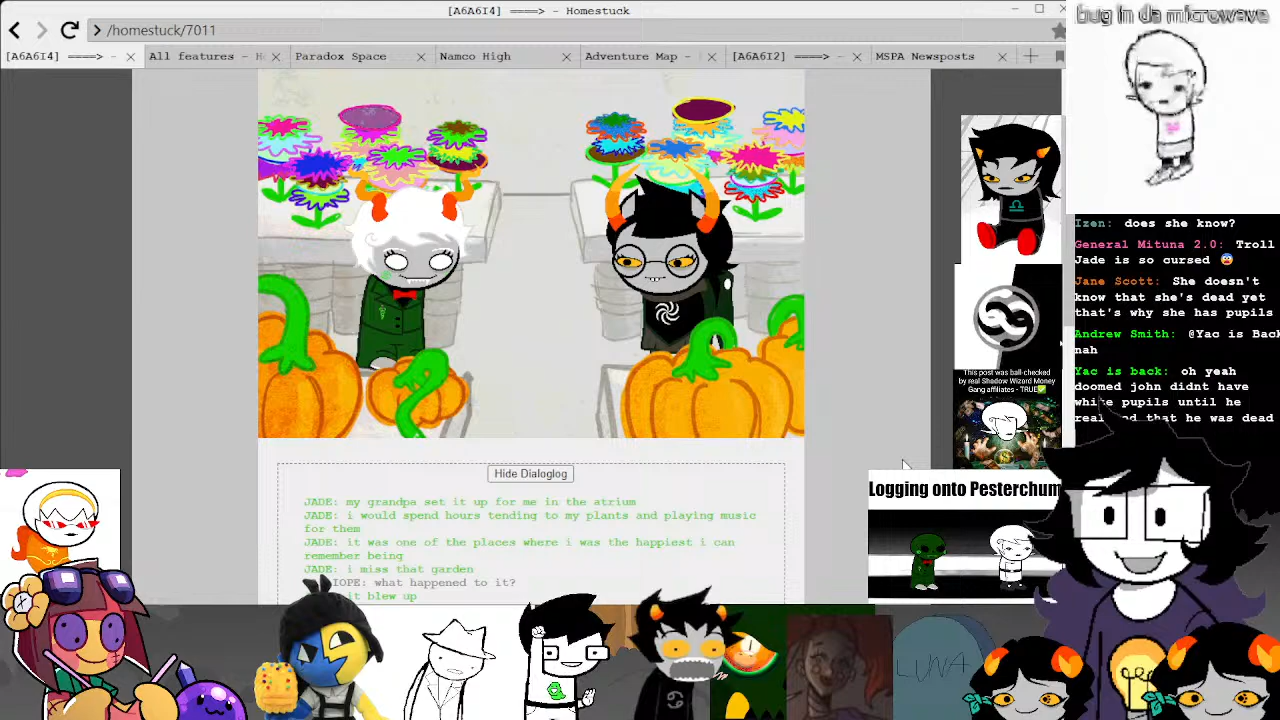 [A6A6I4] ====> - Homestuck
/homestuck/7011
[A6A6I4] ====> -
All features -
Paradox Space
Namco High
Adventure Map -
[A6A6I2] ====> -
MSPA Newsposts
Hide Dialoglog
JADE: my grandpa set it up for me in the atrium
JADE: i would spend hours tending to my plants and playing music
for them
JADE: it was one of the places where i was the happiest i can
remember being
JADE: i miss that garden
IOPE: what happened to it?
it blew up
bug in da microwave
Izen: does she know?
General Mituna 2.0: Troll
Jade is so cursed 😨
Jane Scott: She doesn't
know that she's dead yet
that's why she has pupils
Andrew Smith: @Yac is Back
nah
Yac is back: oh yeah
doomed john didnt have
white pupils until he
that he was dead
This post was ball-checked
by real Shadow Wizard Money
Gang affiliates - TRUE✅
Logging onto Pesterchum
LUNA